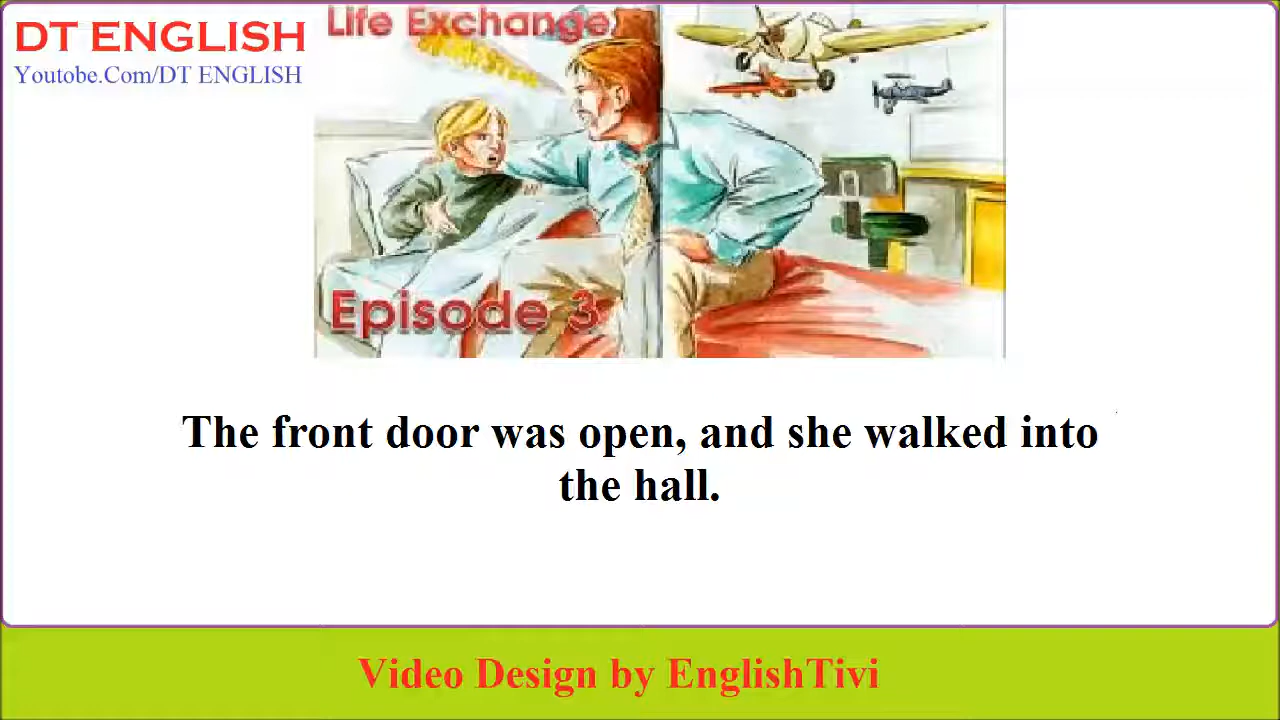 DT ENGLISH
Youtobe.Com/DT ENGLISH
Life Exchange
Episode 3
The front door was open, and she walked into
the hall.
Video Design by EnglishTivi